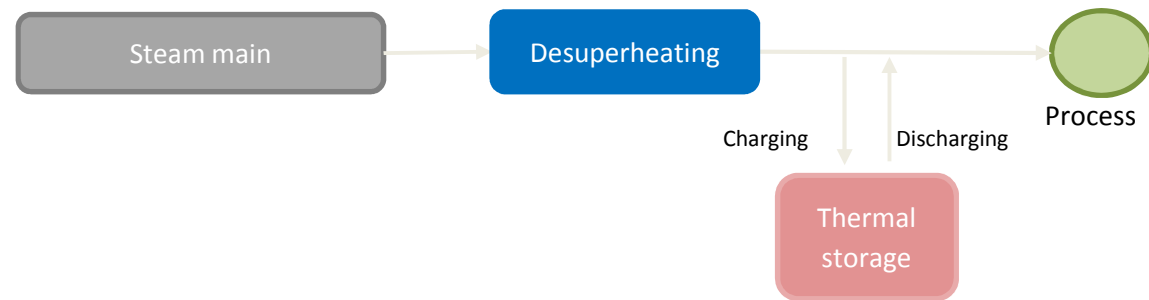 Steam main
Desuperheating
Process
Charging
Discharging
Thermal
storage